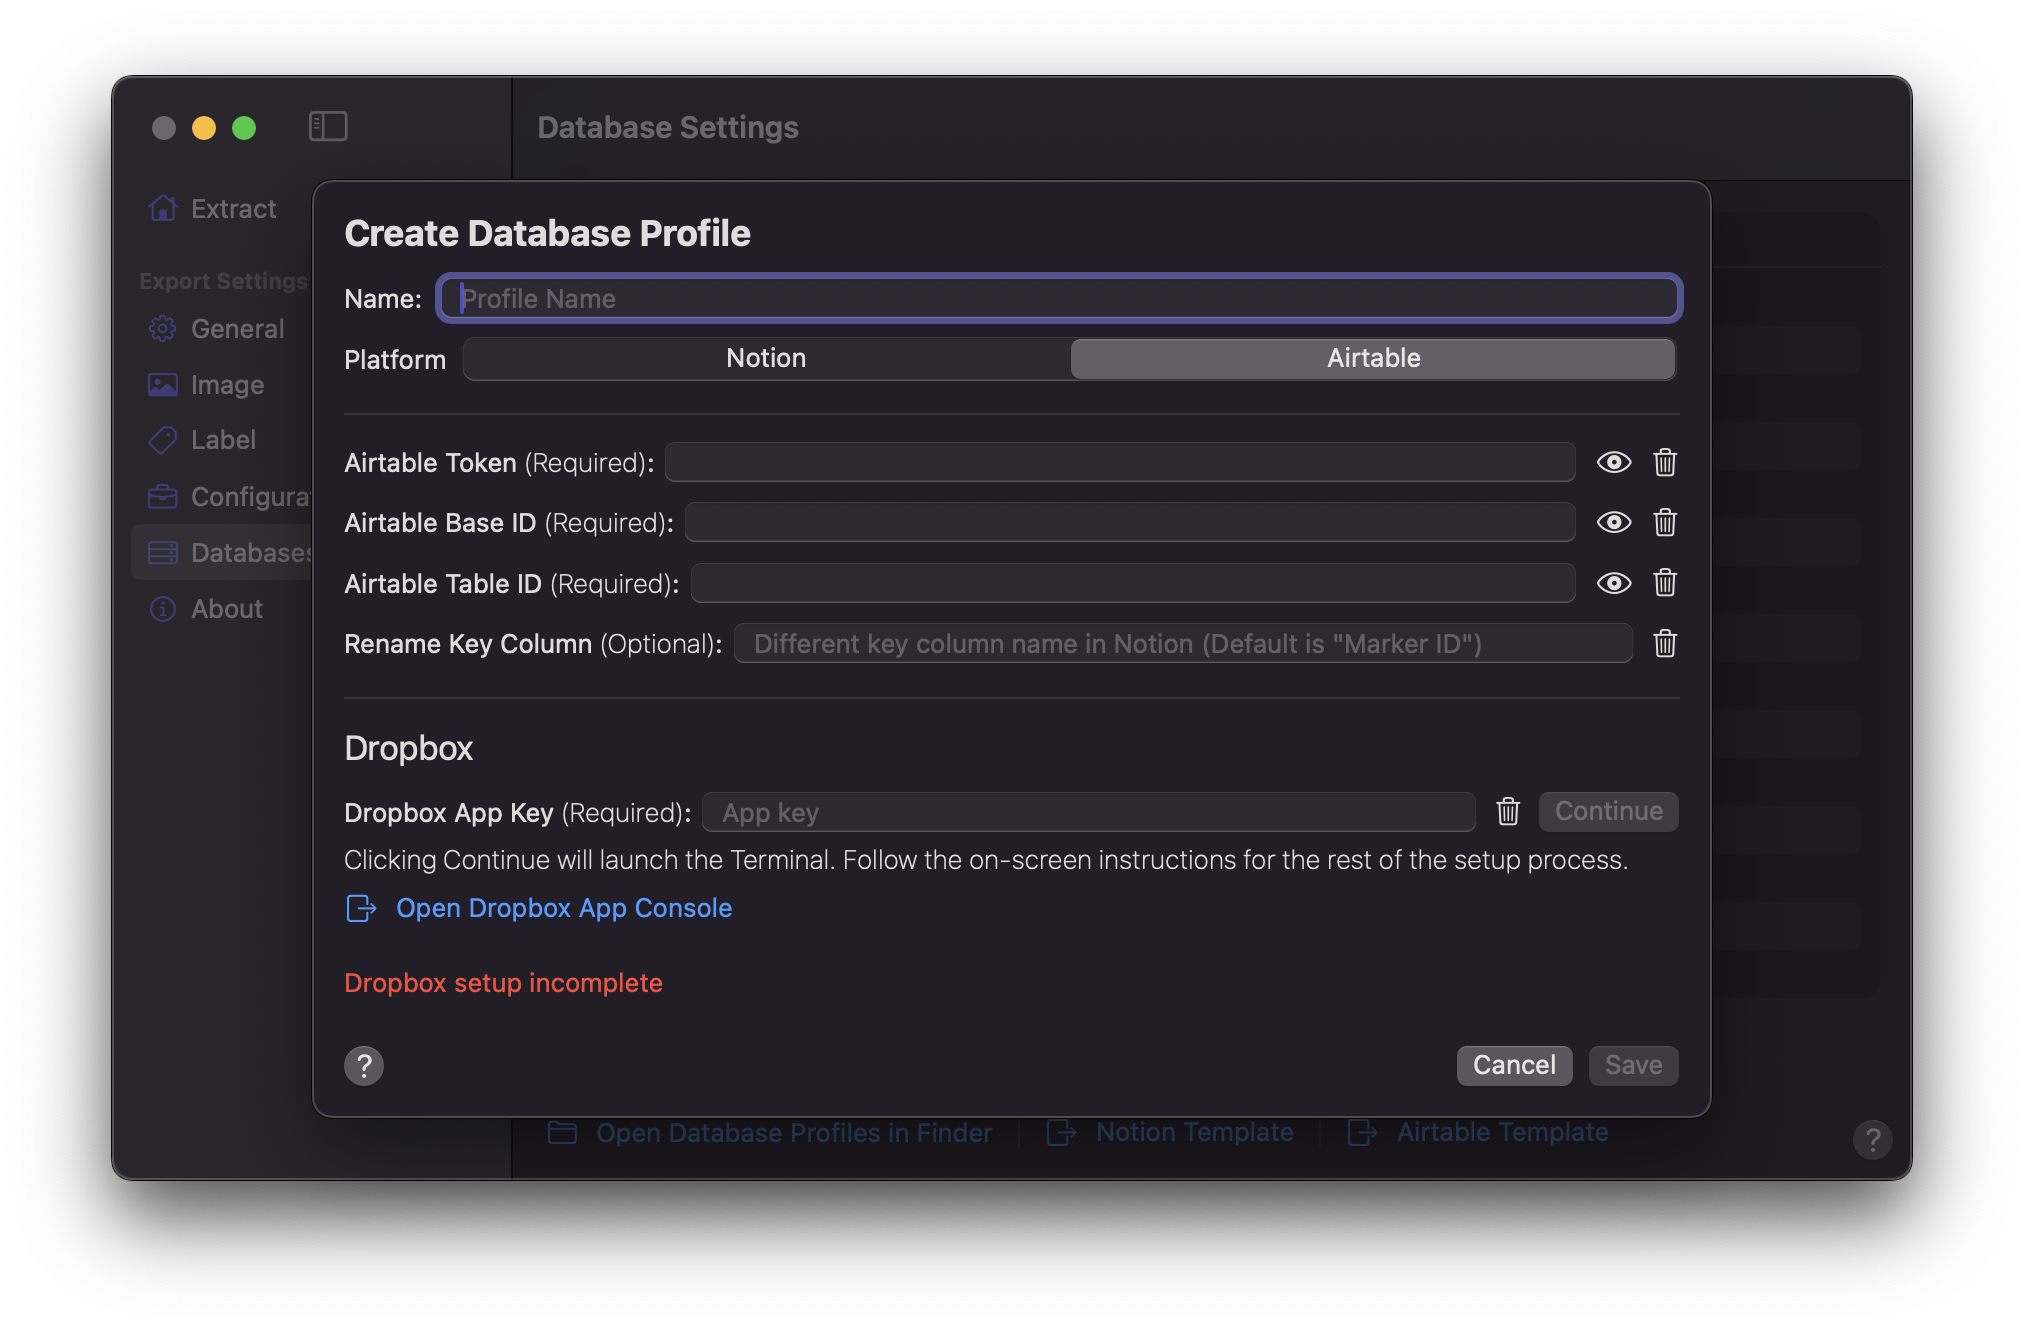 Database Settings
Extract
Export Settings
General
Image
Label
Configura
Databases
About
Create Database Profile
Name: Profile Name
Platform Notion Airtable
Airtable Token (Required):
Airtable Base ID (Required):
Airtable Table ID (Required):
Rename Key Column (Optional): Different key column name in Notion (Default is "Marker ID")
Dropbox
Dropbox App Key (Required): App key Continue
Clicking Continue will launch the Terminal. Follow the on-screen instructions for the rest of the setup process.
Open Dropbox App Console
Dropbox setup incomplete
? Cancel Save
Open Database Profiles in Finder Notion Template Airtable Template ?